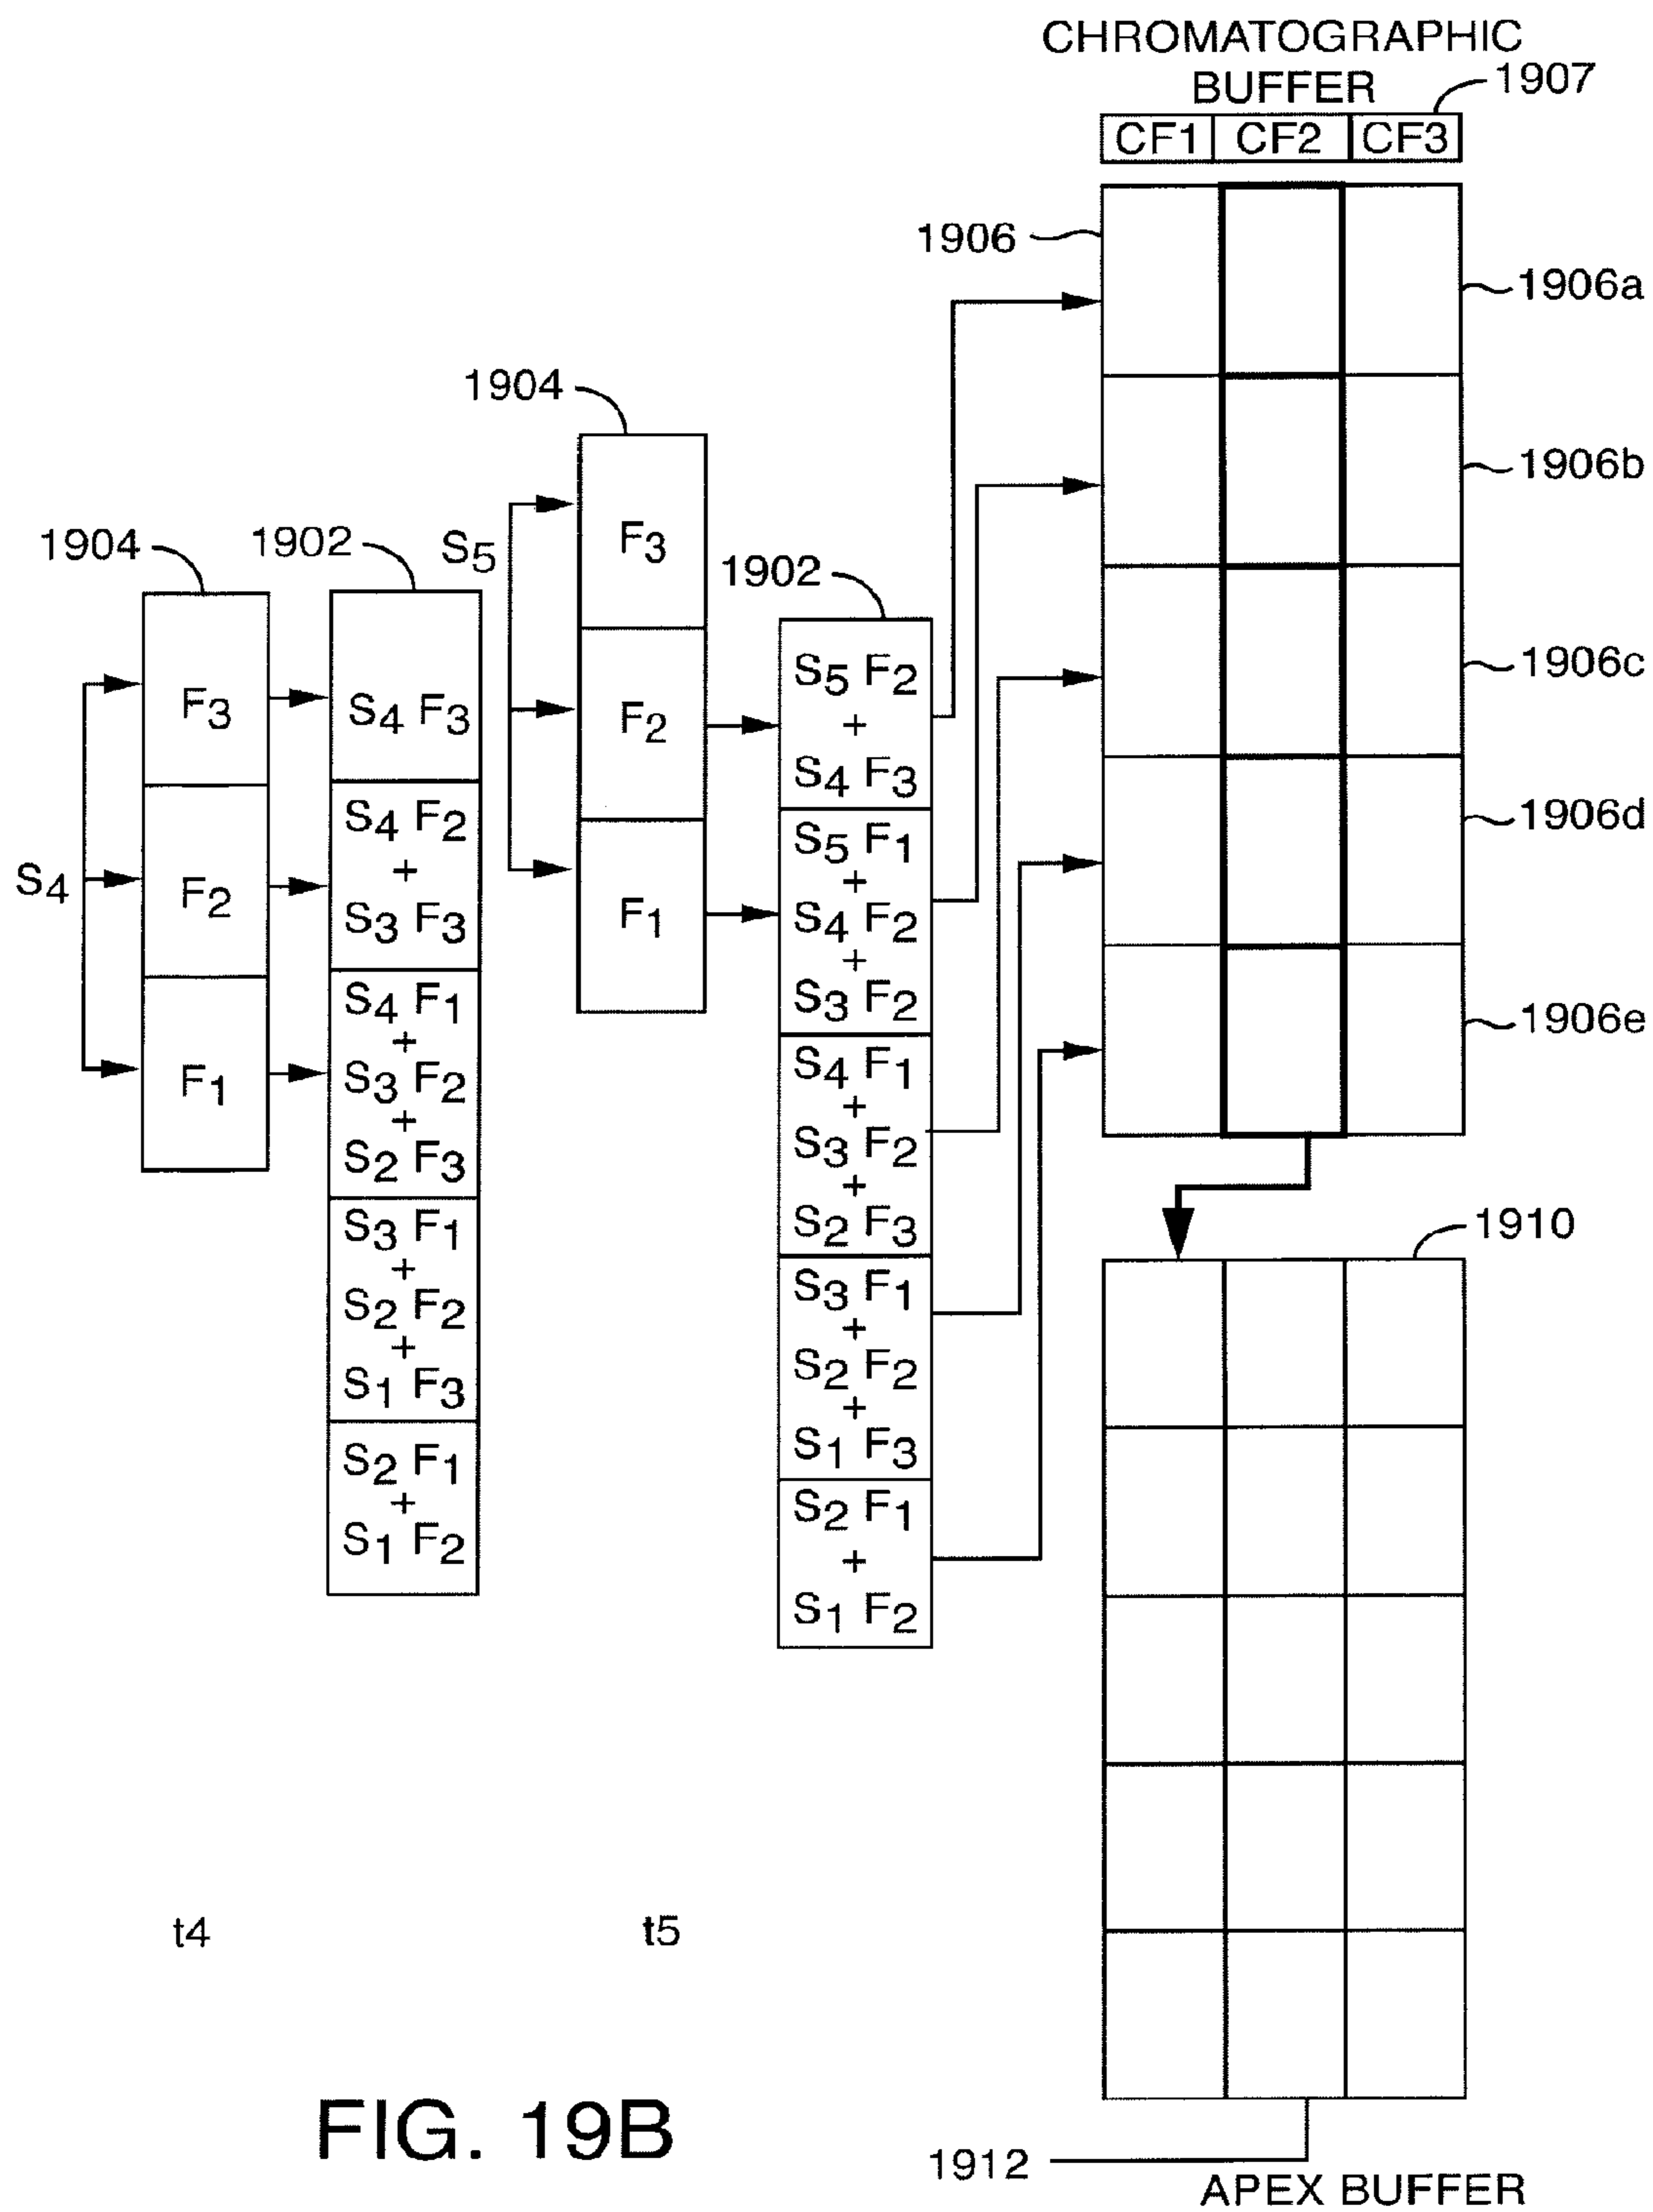 CHROMATOGRAPHIC
BUFFER
1907
CF1 CF2 CF3
1906
1906a
1906b
1906c
1906d
1906e
1904
1902
S4
F3
F2
F1
S4 F3
S4 F2
+
S3 F3
S4 F1
+
S3 F2
+
S2 F3
S3 F1
+
S2 F2
+
S1 F3
S2 F1
+
S1 F2
1904
S5
F3
F2
F1
1902
S5 F2
+
S4 F3
S5 F1
+
S4 F2
+
S3 F2
S4 F1
+
S3 F2
+
S2 F3
S3 F1
+
S2 F2
+
S1 F3
S2 F1
+
S1 F2
1910
t4
t5
FIG. 19B
1912
APEX BUFFER